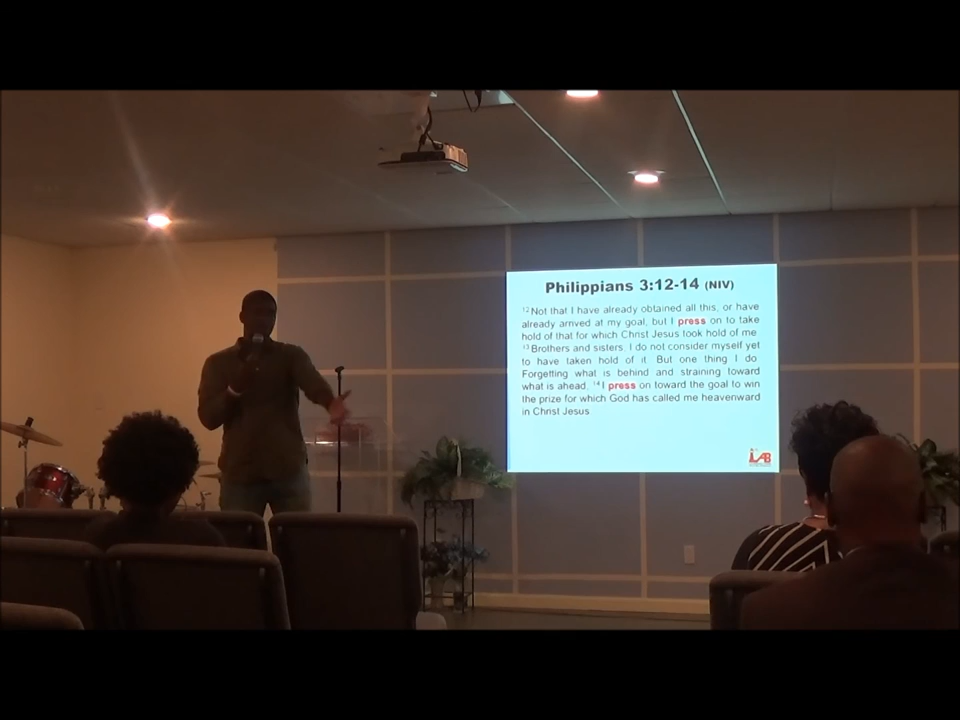 Philippians 3:12-14 (NIV)
12 Not that I have already obtained all this, or have
already arrived at my goal, but I press on to take
hold of that for which Christ Jesus took hold of me.
13 Brothers and sisters, I do not consider myself yet
to have taken hold of it. But one thing I do:
Forgetting what is behind and straining toward
what is ahead, 14 I press on toward the goal to win
the prize for which God has called me heavenward
in Christ Jesus.
LAB